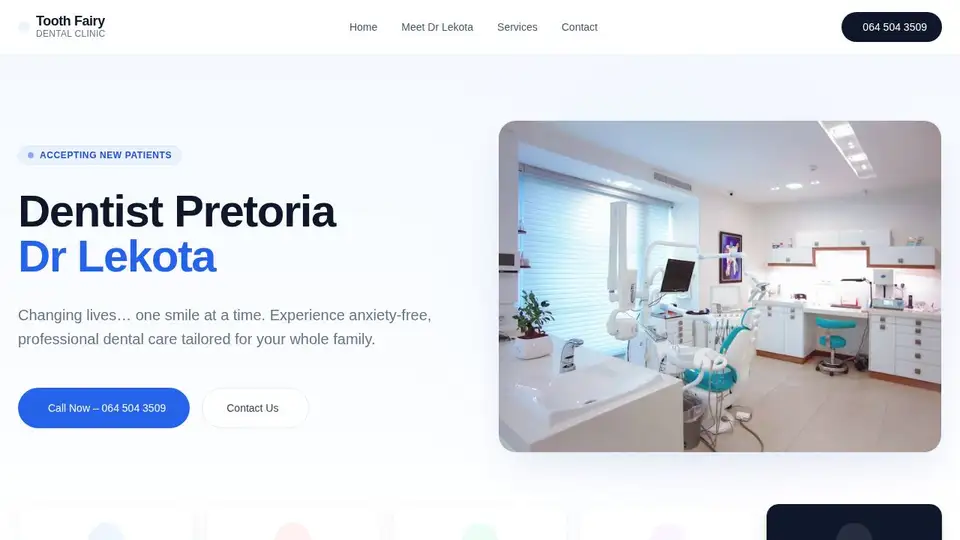 Tooth Fairy
DENTAL CLINIC
Home
Meet Dr Lekota
Services
Contact
064 504 3509
ACCEPTING NEW PATIENTS
Dentist Pretoria
Dr Lekota
Changing lives… one smile at a time. Experience anxiety-free,
professional dental care tailored for your whole family.
Call Now – 064 504 3509
Contact Us